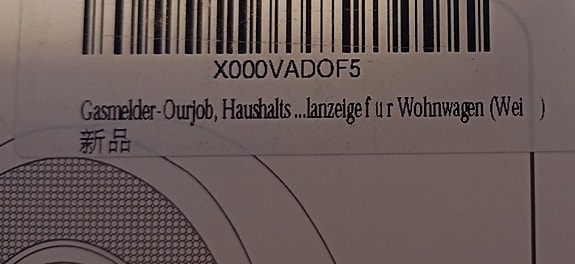 X000VADOF5
Gasmelder-Ourjob, Haushalts ...lanzeige f u r Wohnwagen (Wei )
新品